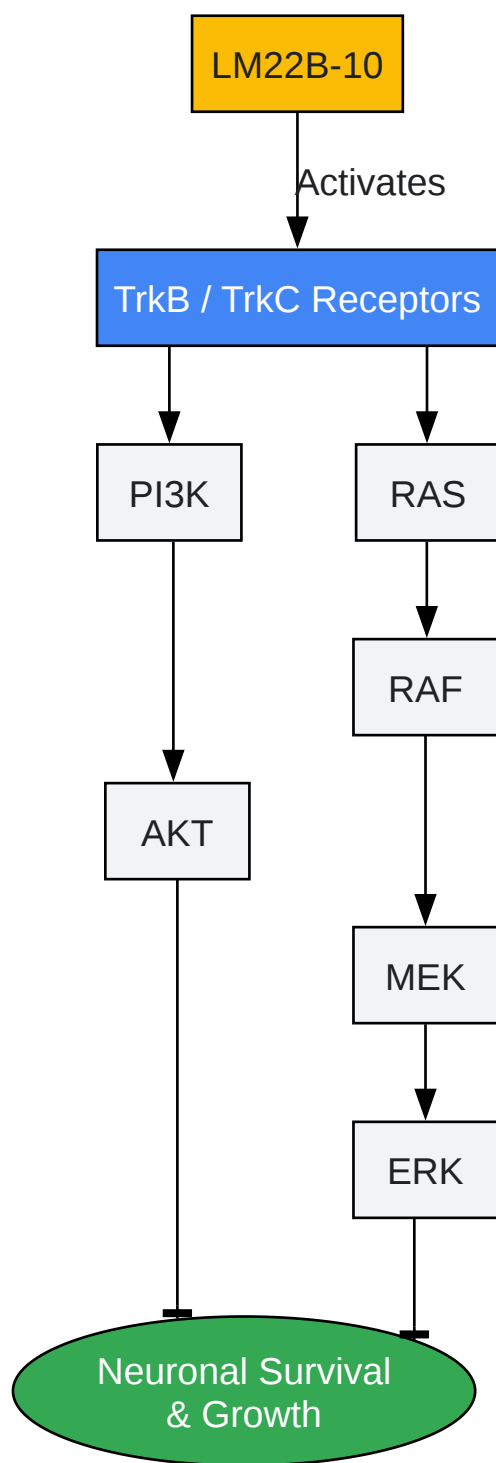 LM22B-10
Activates
TrkB / TrkC Receptors
PI3K
RAS
RAF
AKT
MEK
ERK
Neuronal Survival
& Growth